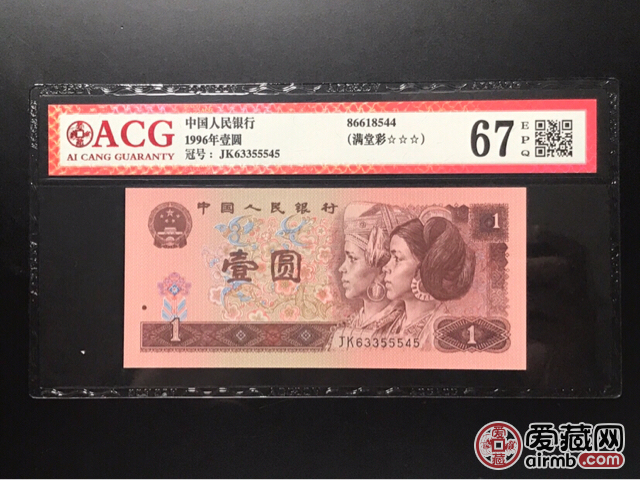 ACG
AI CANG GUARANTY
中国人民银行
1996年壹圆
冠号：JK63355545
86618544
（满堂彩☆☆☆）
67
EPQ
中国人民银行
壹圆
1
1
1
JK63355545
爱藏网
airmb.com